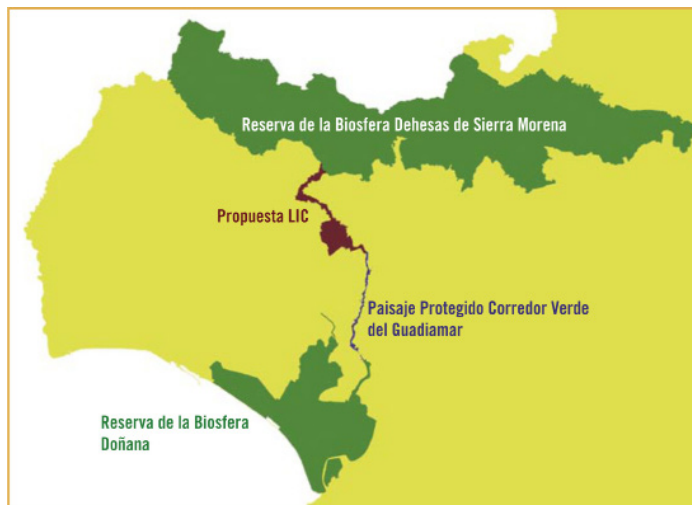 Reserva de la Biosfera Dehesas de Sierra Morena
Propuesta LIC
Paisaje Protegido Corredor Verde
del Guadiamar
Reserva de la Biosfera
Doñana